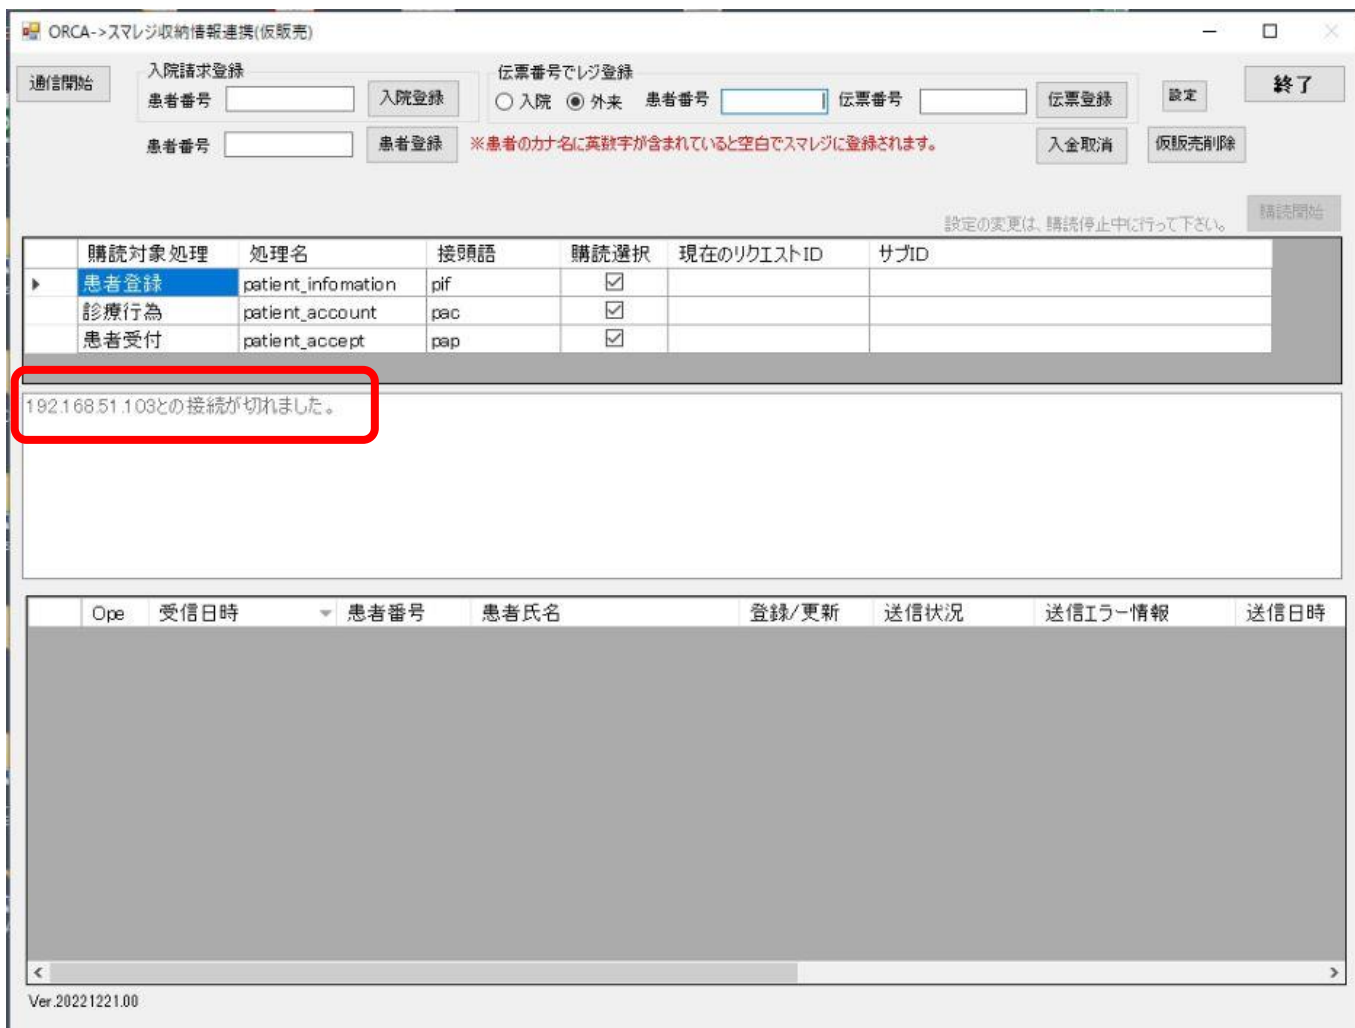 ORCA->スマレジ収納情報連携(仮販売)
通信開始
入院請求登録
患者番号
入院登録
伝票番号でレジ登録
入院 外来 患者番号 伝票番号
伝票登録
設定
終了
患者番号
患者登録
※患者のカナ名に英数字が含まれていると空白でスマレジに登録されます。
入金取消
仮販売削除
設定の変更は、購読停止中に行って下さい。
購読開始
購読対象処理 処理名 接頭語 購読選択 現在のリクエストID サブID
患者登録 patient_infomation pif
診療行為 patient_account pac
患者受付 patient_accept pap
192.168.51.103との接続が切れました。
Ope 受信日時 患者番号 患者氏名 登録/更新 送信状況 送信エラー情報 送信日時
Ver.20221221.00